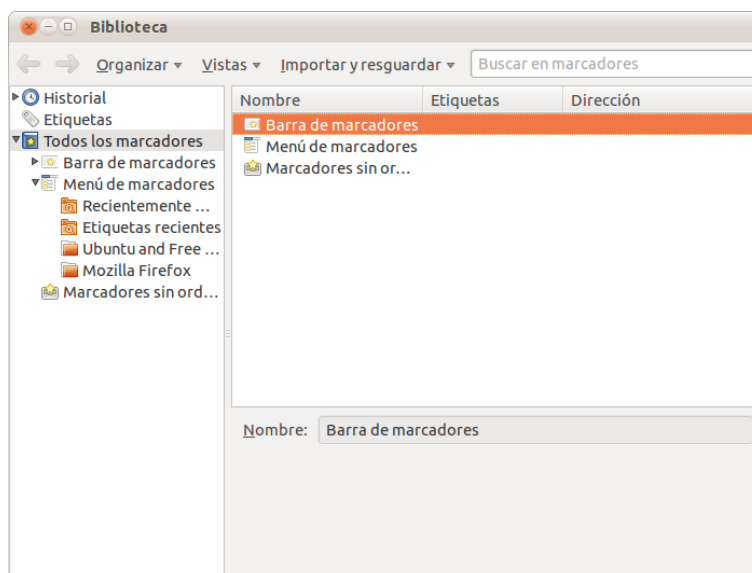 Biblioteca
Organizar Vistas Importar y resguardar Buscar en marcadores
Historial
Etiquetas
Todos los marcadores
Barra de marcadores
Menú de marcadores
Recientemente ...
Etiquetas recientes
Ubuntu and Free ...
Mozilla Firefox
Marcadores sin ord...
Nombre Etiquetas Dirección
Barra de marcadores
Menú de marcadores
Marcadores sin or...
Nombre: Barra de marcadores